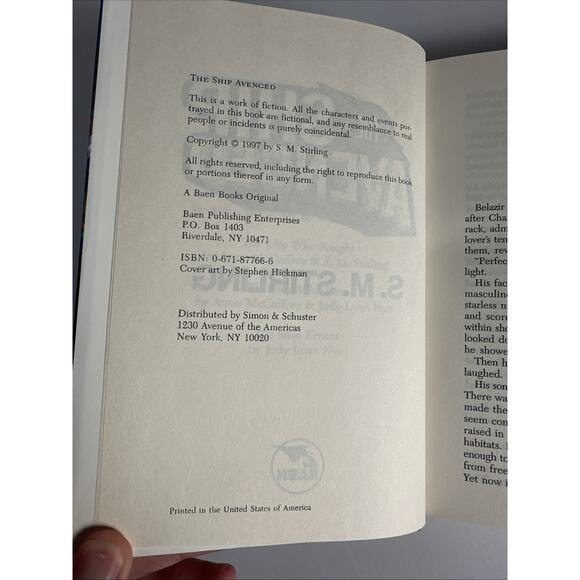 THE SHIP AVENGED
This is a work of fiction. All the characters and events por-
trayed in this book are fictional, and any resemblance to real
people or incidents is purely coincidental.
Copyright © 1997 by S. M. Stirling
All rights reserved, including the right to reproduce this book
or portions thereof in any form.
A Baen Books Original
Baen Publishing Enterprises
P.O. Box 1403
Riverdale, NY 10471
ISBN: 0-671-87766-6
Cover art by Stephen Hickman
Distributed by Simon & Schuster
1230 Avenue of the Americas
New York, NY 10020
Printed in the United States of America
Belazir
after Cha
rack, adm
lover's ten
them, rev
"Perfec
light.
His fac
masculine
starless n
and score
within sh
looked do
he showe
Then h
laughed.
His son
There wa
made the
seem con
raised in
habitats.
enough to
from free
Yet now i